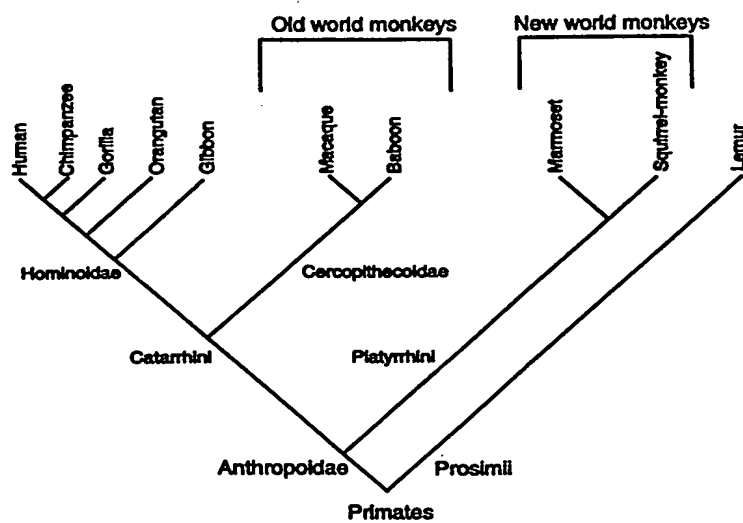 Old world monkeys
New world monkeys
Human
Chimpanzee
Gorilla
Orangutan
Gibbon
Macaque
Baboon
Marmoset
Squirrel-monkey
Lemur
Hominoidae
Cercopithecoidae
Catarrhini
Platyrrhini
Anthropoidae
Prosimii
Primates